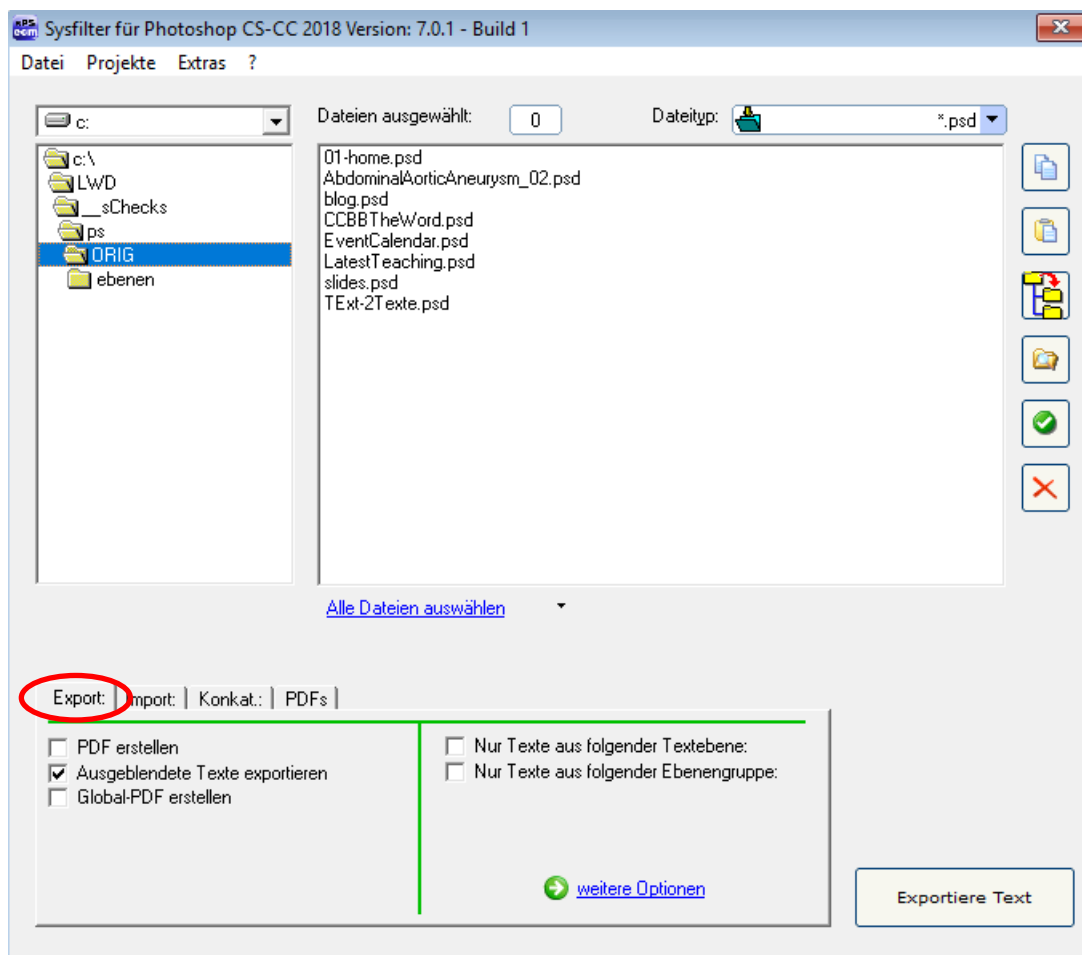 Sysfilter für Photoshop CS-CC 2018 Version: 7.0.1 - Build 1
Datei Projekte Extras ?
c:
Dateien ausgewählt: 0 Dateityp: *.psd
c:\
LWD
__sChecks
ps
ORIG
ebenen
01-home.psd
AbdominalAorticAneurysm_02.psd
blog.psd
CCBBTheWord.psd
EventCalendar.psd
LatestTeaching.psd
slides.psd
TExt-2Texte.psd
Alle Dateien auswählen
Export: Import: Konkat.: PDFs
PDF erstellen
Ausgeblendete Texte exportieren
Global-PDF erstellen
Nur Texte aus folgender Textebene:
Nur Texte aus folgender Ebenengruppe:
weitere Optionen
Exportiere Text